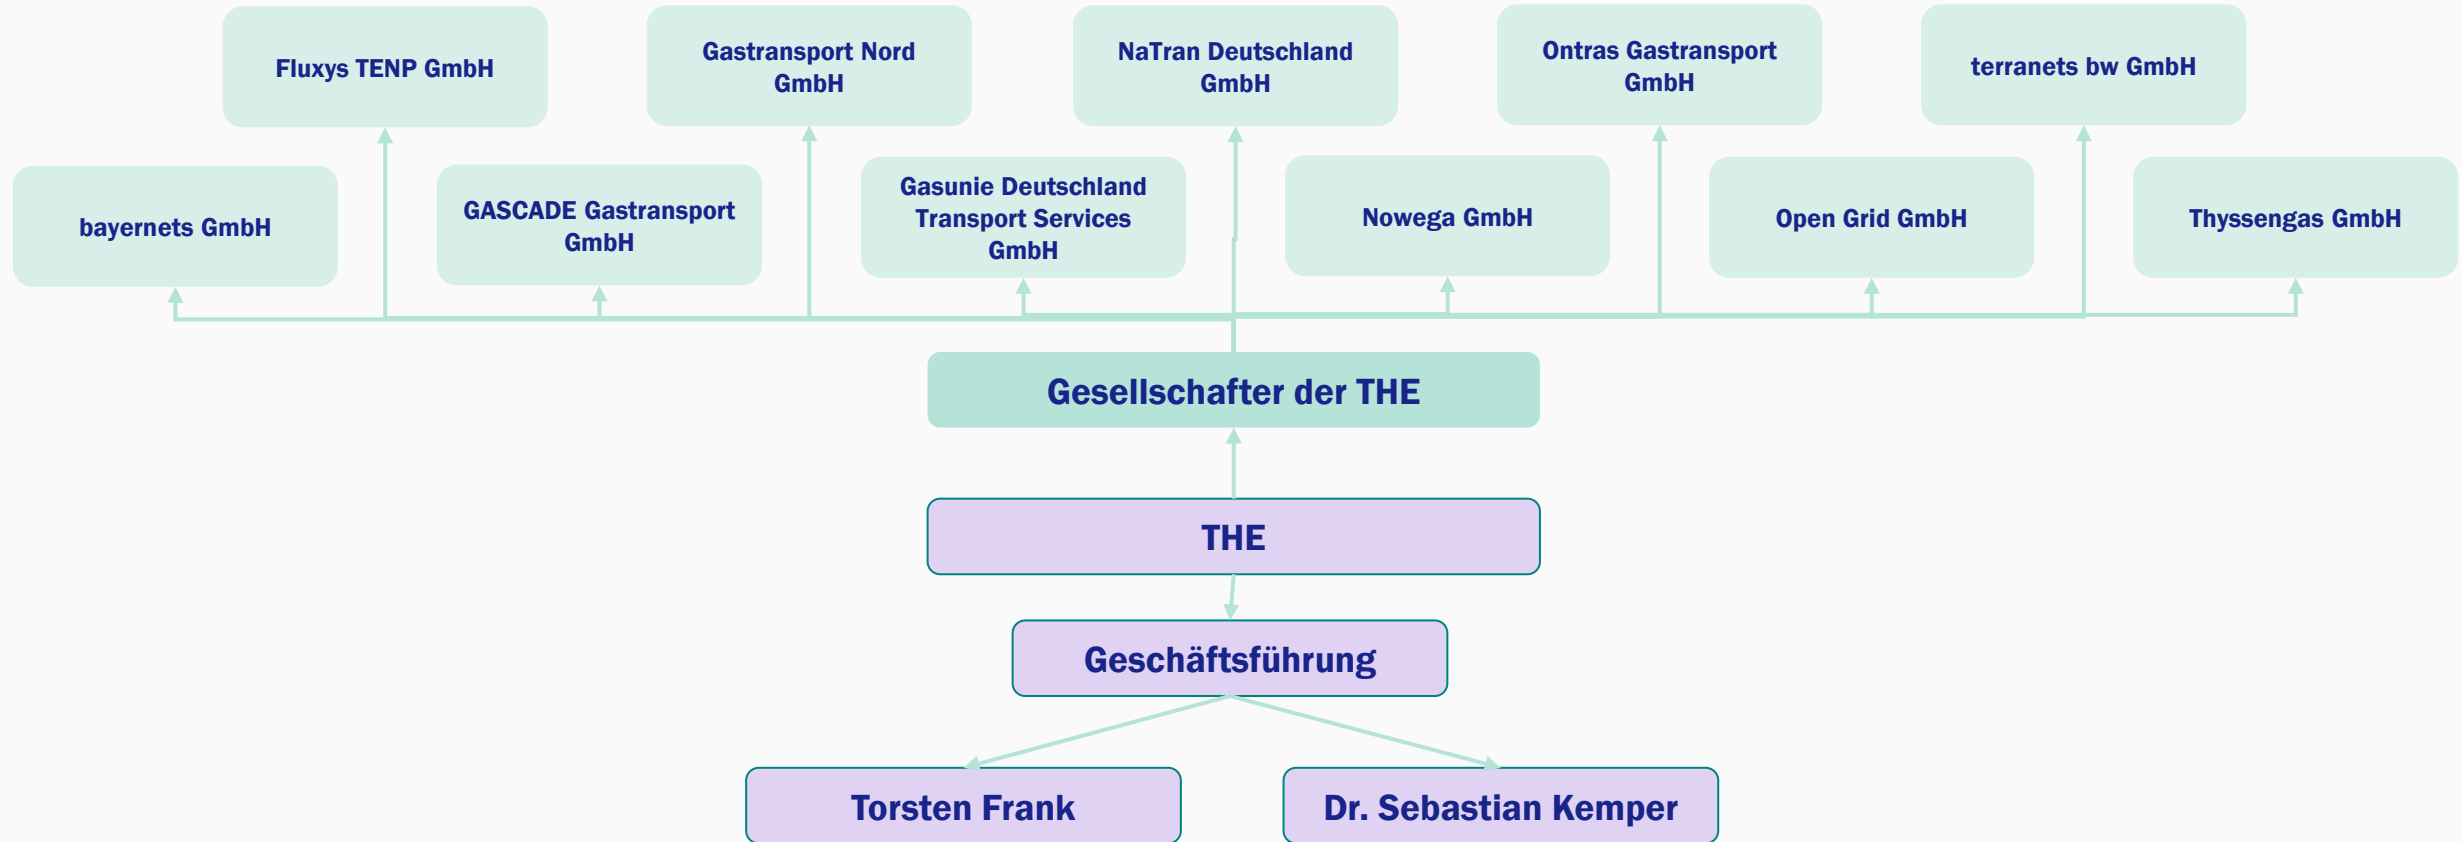 Fluxys TENP GmbH
Gastransport Nord
GmbH
NaTran Deutschland
GmbH
Ontras Gastransport
GmbH
terranets bw GmbH
bayernets GmbH
GASCADE Gastransport
GmbH
Gasunie Deutschland
Transport Services
GmbH
Nowega GmbH
Open Grid GmbH
Thyssengas GmbH
Gesellschafter der THE
THE
Geschäftsführung
Torsten Frank
Dr. Sebastian Kemper